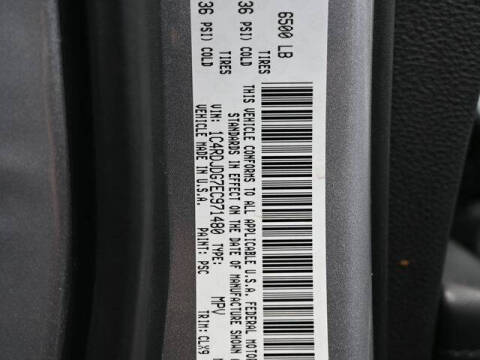 6500 LB
TIRES
36 PSI) COLD
TIRES
36 PSI) COLD
THIS VEHICLE CONFORMS TO ALL APPLICABLE U.S.A. FEDERAL MOTOR
STANDARDS IN EFFECT ON THE DATE OF MANUFACTURE SHOWN
VIN: 1C4RDJDG7EC971480 TYPE: MPV
VEHICLE MADE IN U.S.A. PAINT: PSC TRIM: CLX9